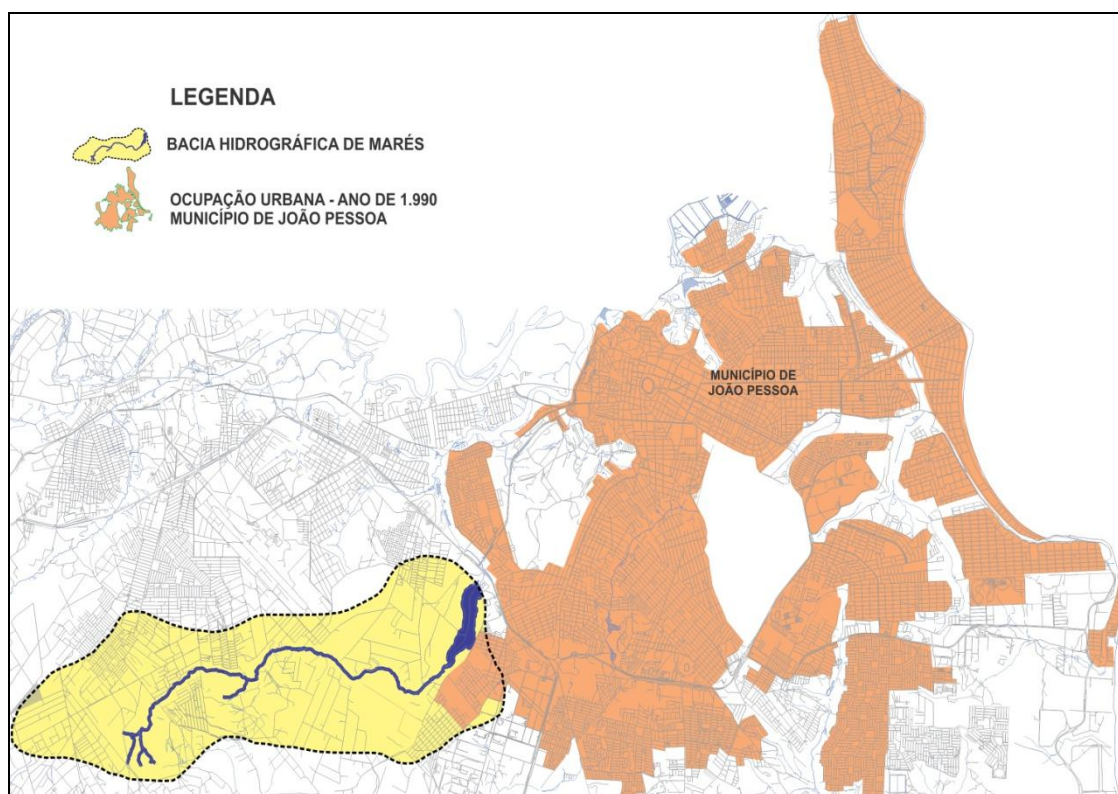 LEGENDA
BACIA HIDROGRÁFICA DE MARÉS
OCUPAÇÃO URBANA - ANO DE 1.990
MUNICÍPIO DE JOÃO PESSOA
MUNICÍPIO DE
JOÃO PESSOA